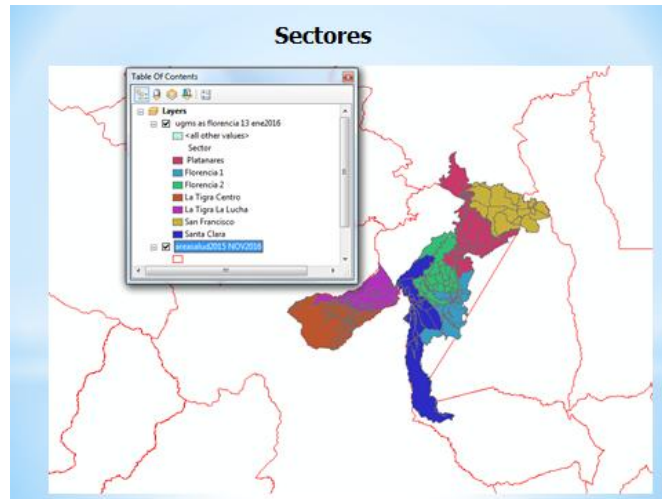 Sectores
Table Of Contents
Layers
ugms as florencia 13 ene2016
<all other values>
Sector
Platanares
Florencia 1
Florencia 2
La Tigra Centro
La Tigra La Lucha
San Francisco
Santa Clara
areasalud2015 NOV2016